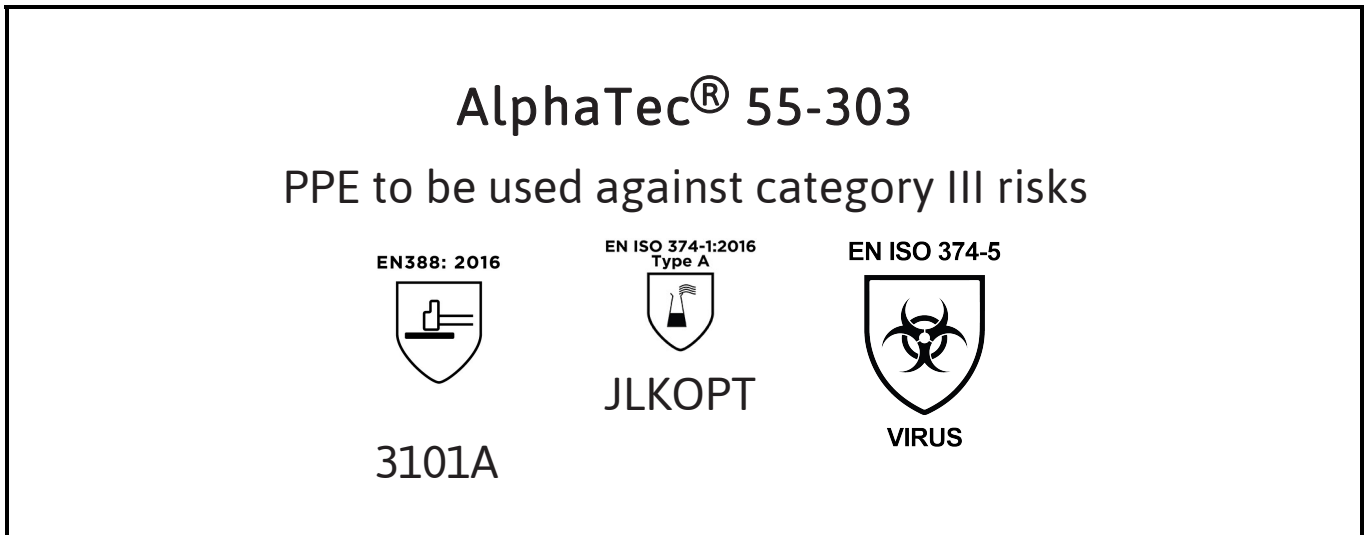 AlphaTec® 55-303
PPE to be used against category III risks
EN388: 2016
3101A
EN ISO 374-1:2016
Type A
JLKOPT
EN ISO 374-5
VIRUS